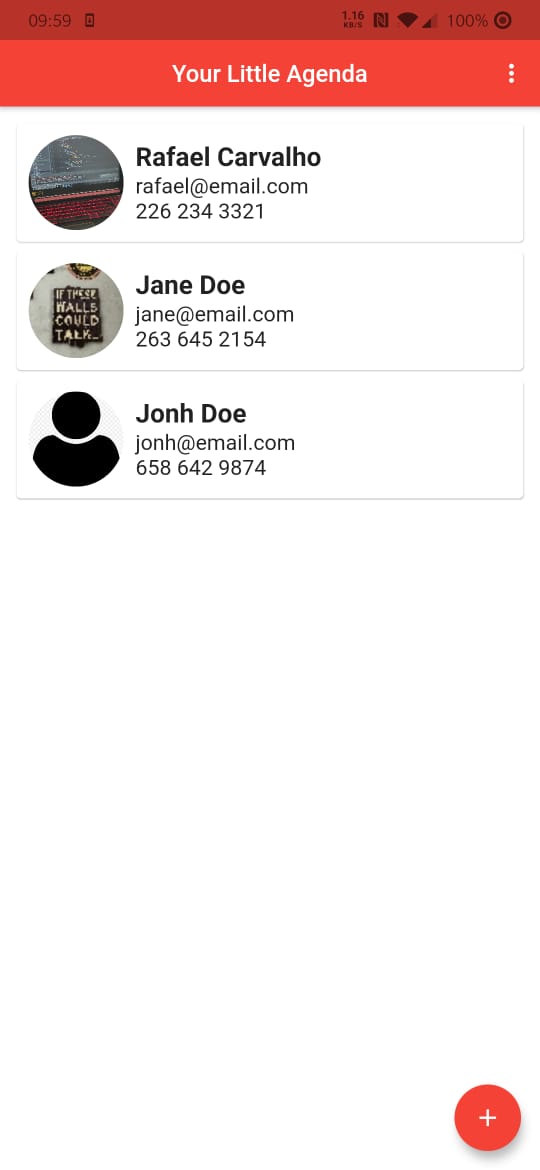 09:59
1.16
KB/S
100%
Your Little Agenda
Rafael Carvalho
rafael@email.com
226 234 3321
IF THESE
WALLS
COULD
TALK...
Jane Doe
jane@email.com
263 645 2154
Jonh Doe
jonh@email.com
658 642 9874
+